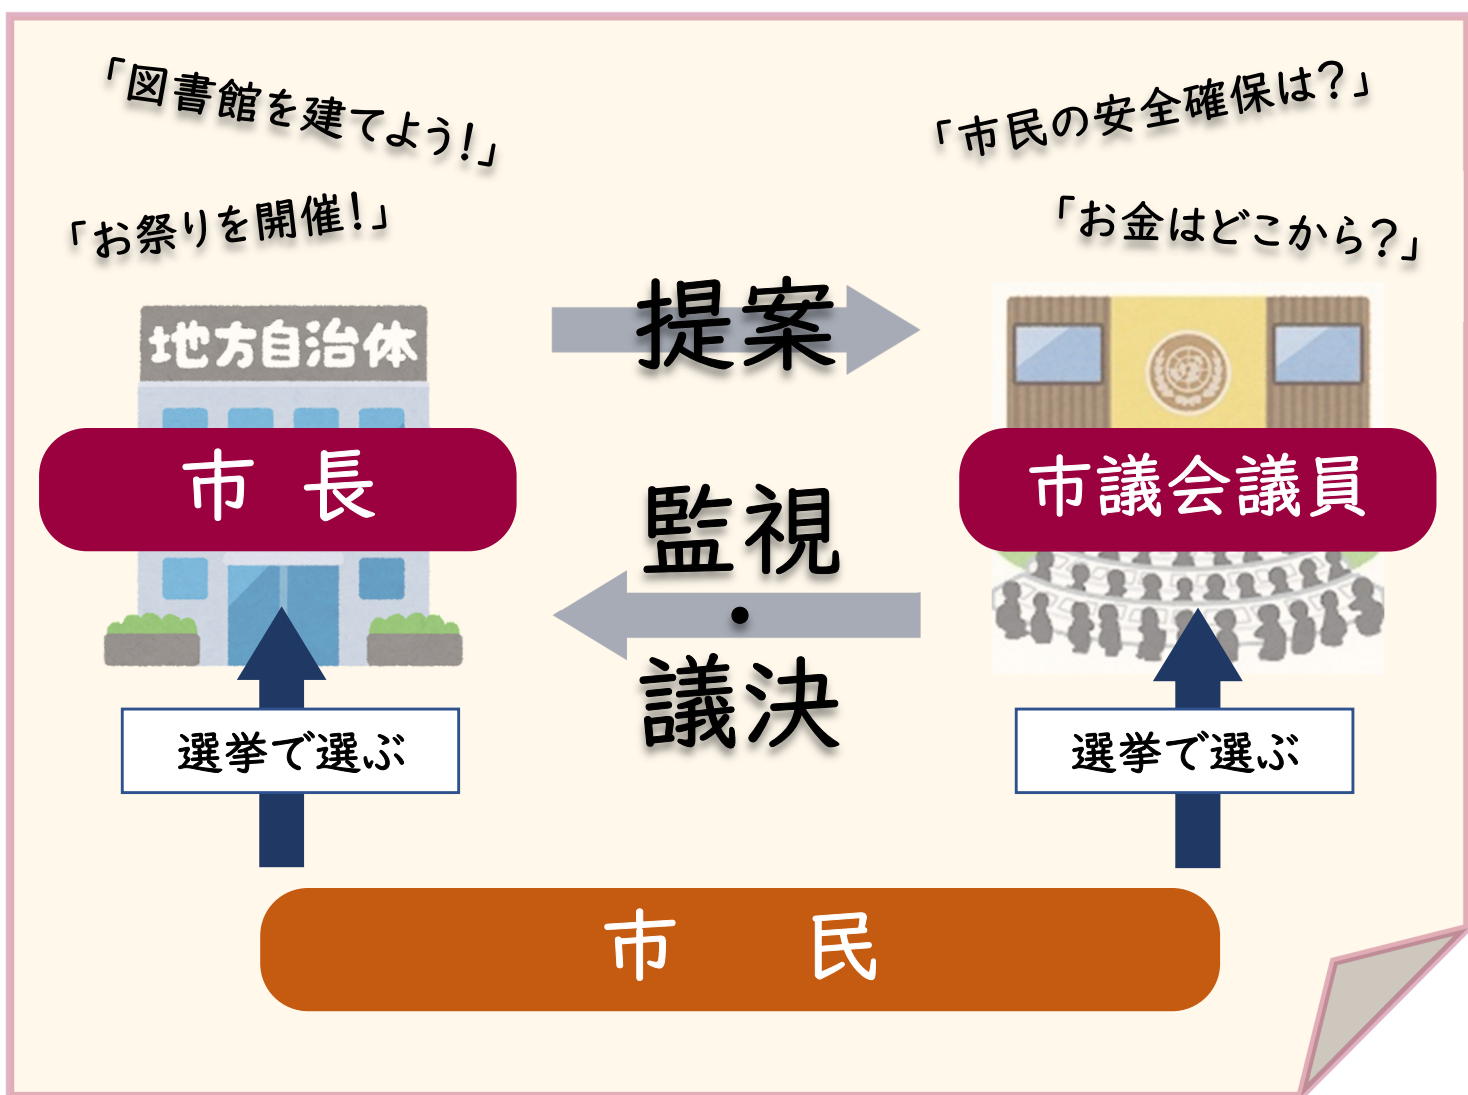 「図書館を建てよう!」
「お祭りを開催!」
「市民の安全確保は?」
「お金はどこから?」
地方自治体
市 長
提案
監視
・
議決
市議会議員
選挙で選ぶ
選挙で選ぶ
市 民